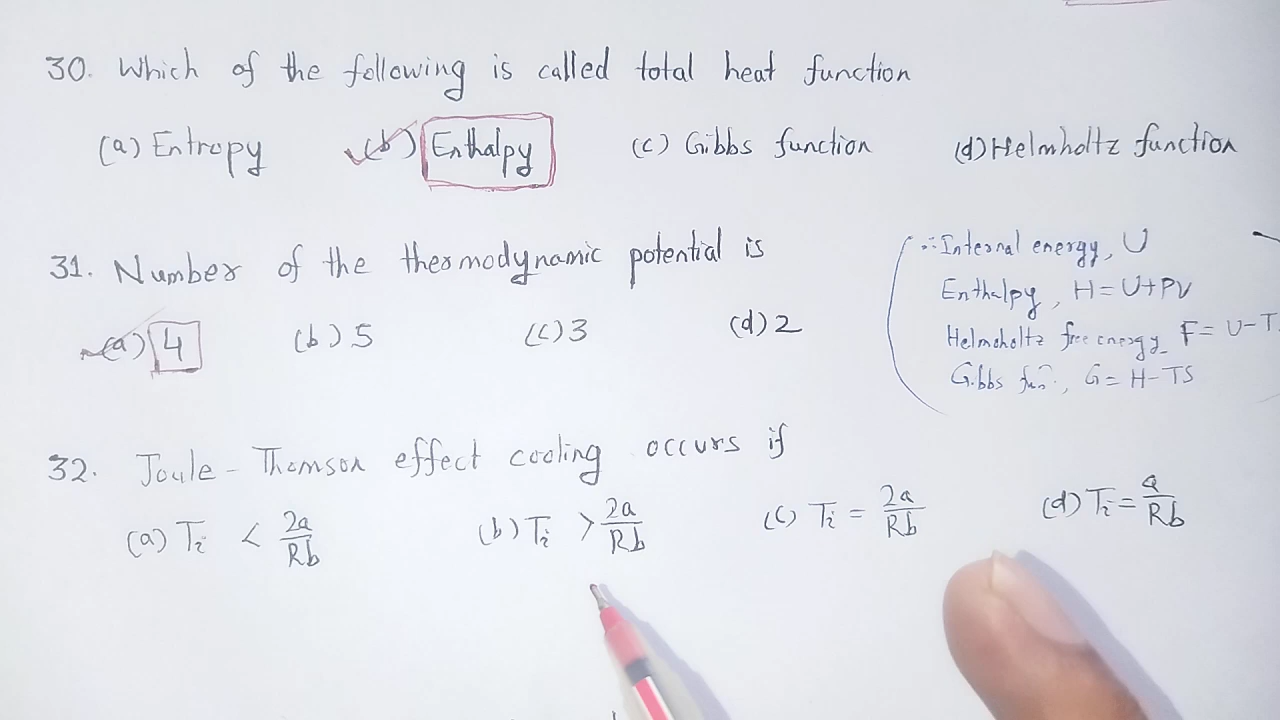 30. Which of the following is called total heat function
(a) Entropy (b) Enthalpy (c) Gibbs function (d) Helmholtz function
31. Number of the thermodynamic potential is
(a) 4 (b) 5 (c) 3 (d) 2
∴ Internal energy, U
Enthalpy, H = U+PV
Helmholtz free energy F = U-T
Gibbs fun., G = H-TS
32. Joule-Thomson effect cooling occurs if
(a) Ti < 2a/Rb (b) Ti > 2a/Rb (c) Ti = 2a/Rb (d) Ti = a/Rb